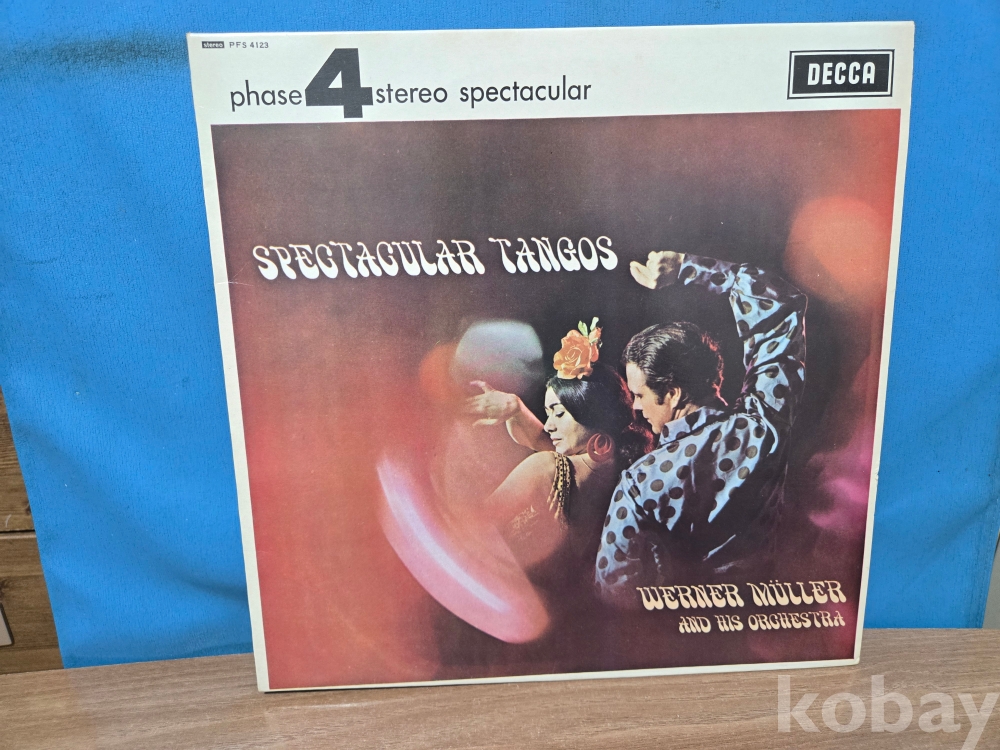 stereo PFS 4123
phase 4 stereo spectacular
DECCA
SPECTACULAR TANGOS
WERNER MÜLLER
AND HIS ORCHESTRA
kobay